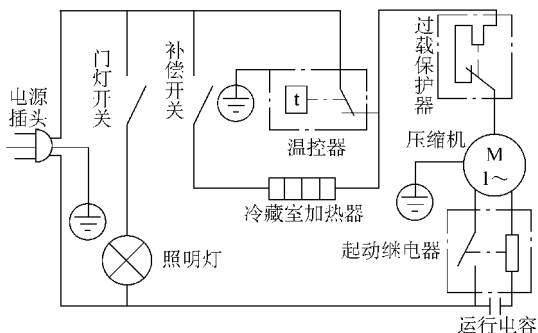 电源
插头
门灯开关
补偿开关
t
温控器
冷藏室加热器
过载保护器
压缩机
M
1～
起动继电器
照明灯
运行电容